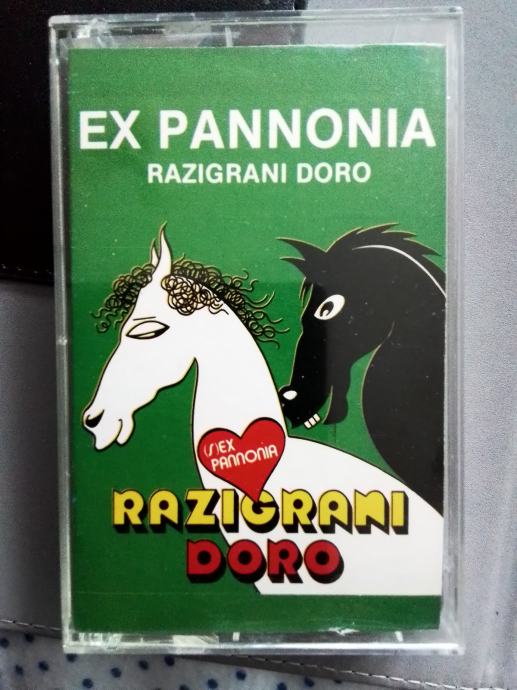 EX PANNONIA
RAZIGRANI DORO
(S)EX
PANNONIA
RAZIGRANI
DORO